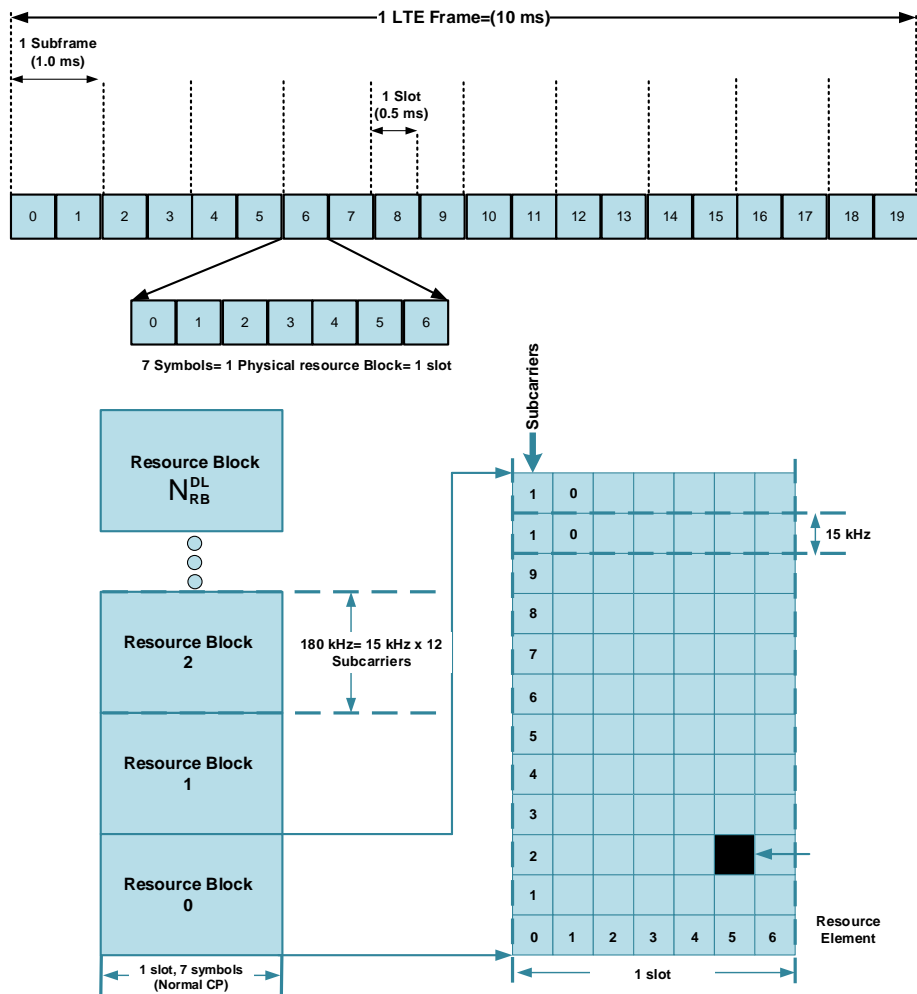 1 LTE Frame=(10 ms)
1 Subframe
(1.0 ms)
1 Slot
(0.5 ms)
0 1 2 3 4 5 6 7 8 9 10 11 12 13 14 15 16 17 18 19
0 1 2 3 4 5 6
7 Symbols= 1 Physical resource Block= 1 slot
Resource Block
N DL RB
Resource Block
2
180 kHz= 15 kHz x 12
Subcarriers
Resource Block
1
Resource Block
0
1 slot, 7 symbols
(Normal CP)
Subcarriers
1 0
1 0
15 kHz
9
8
7
6
5
4
3
2
1
0 1 2 3 4 5 6
Resource
Element
1 slot